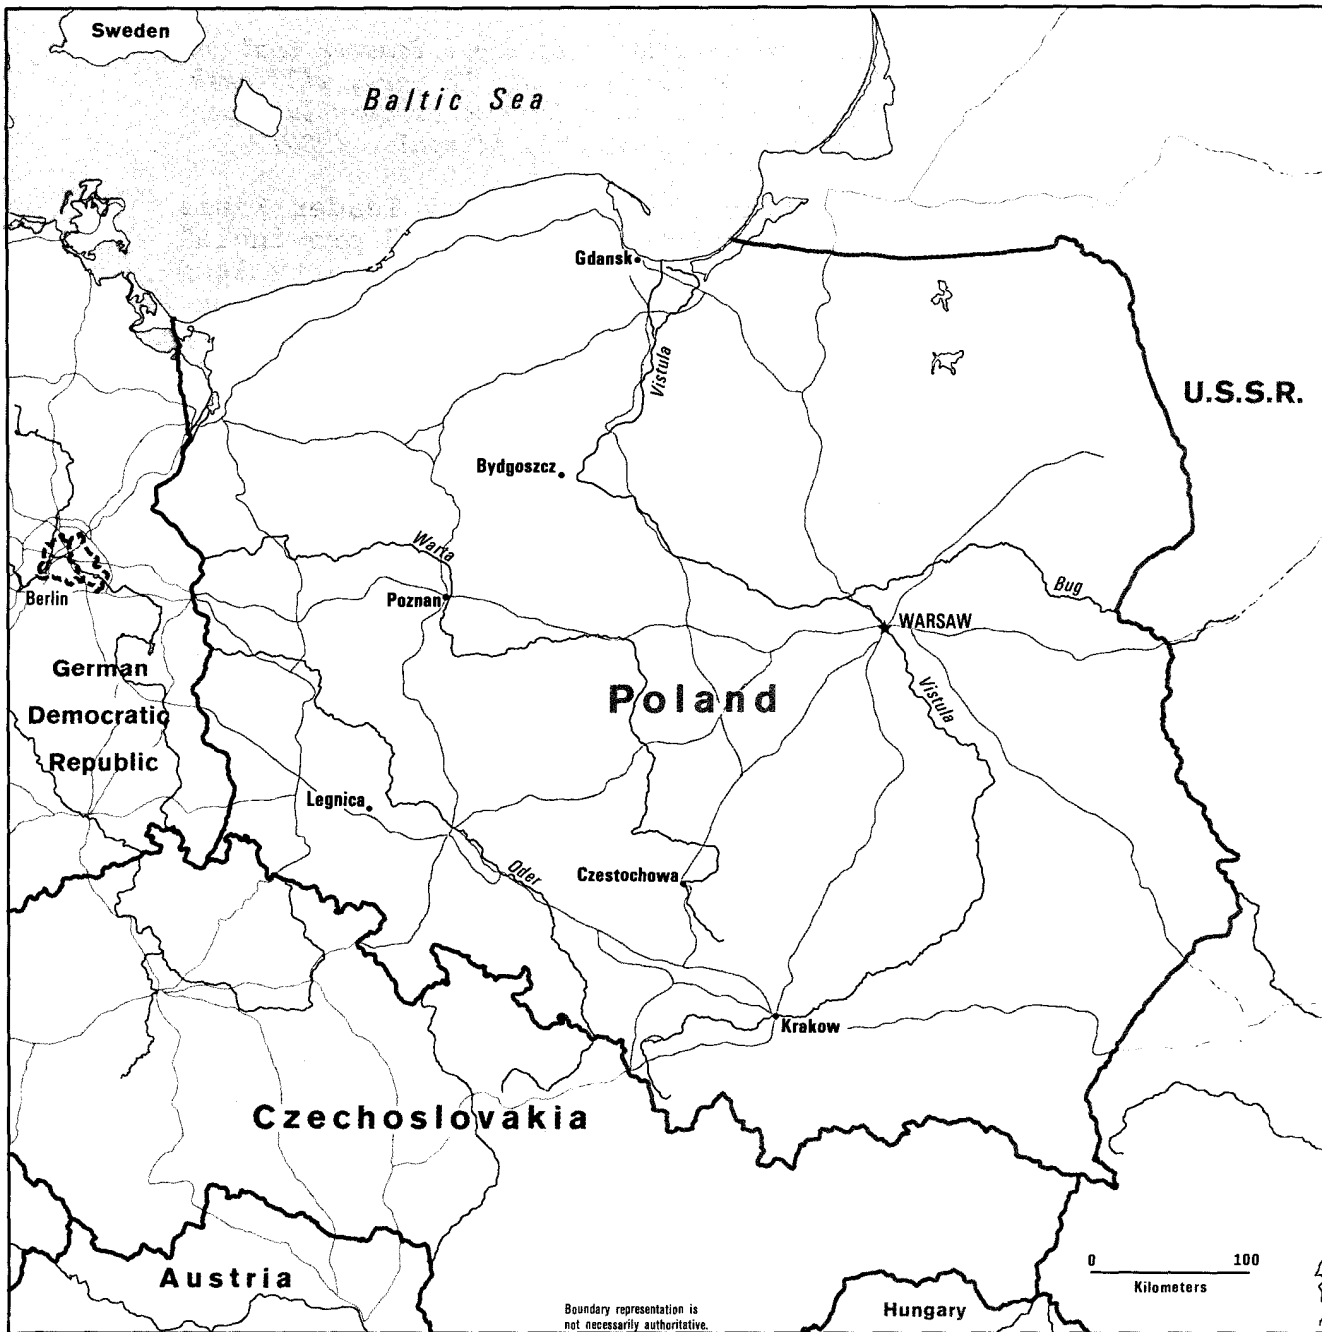 Sweden
Baltic Sea
Gdansk
Vistula
U.S.S.R.
Bydgoszcz
Warta
Bug
Berlin
Poznan
WARSAW
German
Democratic
Republic
Poland
Vistula
Legnica
Oder
Czestochowa
Krakow
Czechoslovakia
Austria
0 100
Kilometers
Hungary
Boundary representation is
not necessarily authoritative.